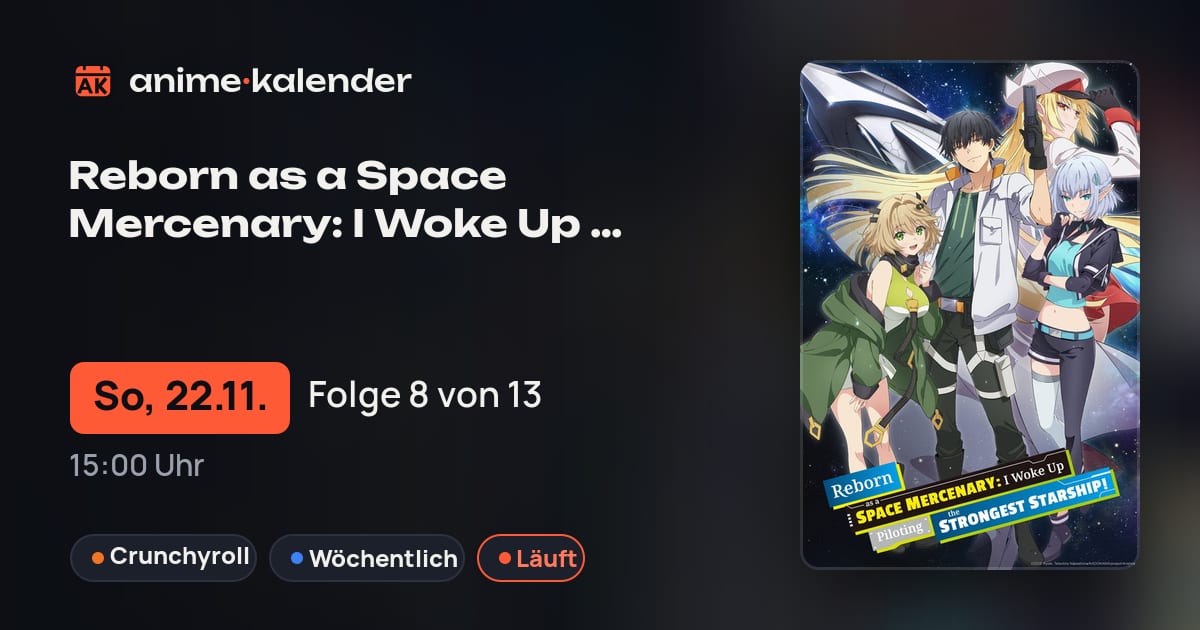 AK
anime·kalender
Reborn as a Space
Mercenary: I Woke Up ...
So, 22.11.
Folge 8 von 13
15:00 Uhr
Crunchyroll
Wöchentlich
Läuft
Reborn
as a
SPACE MERCENARY: I Woke Up
Piloting the STRONGEST STARSHIP!